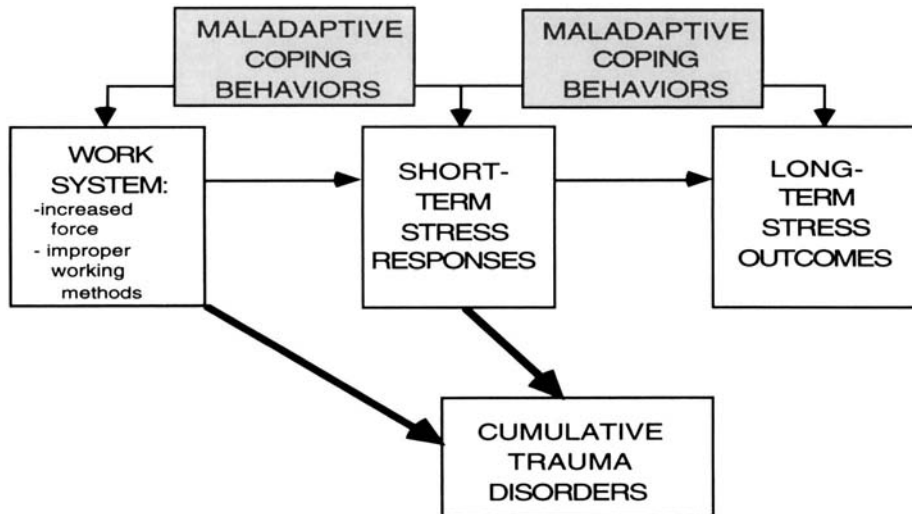 MALADAPTIVE
COPING
BEHAVIORS
MALADAPTIVE
COPING
BEHAVIORS
WORK
SYSTEM:
-increased
force
- improper
working
methods
SHORT-
TERM
STRESS
RESPONSES
LONG-
TERM
STRESS
OUTCOMES
CUMULATIVE
TRAUMA
DISORDERS